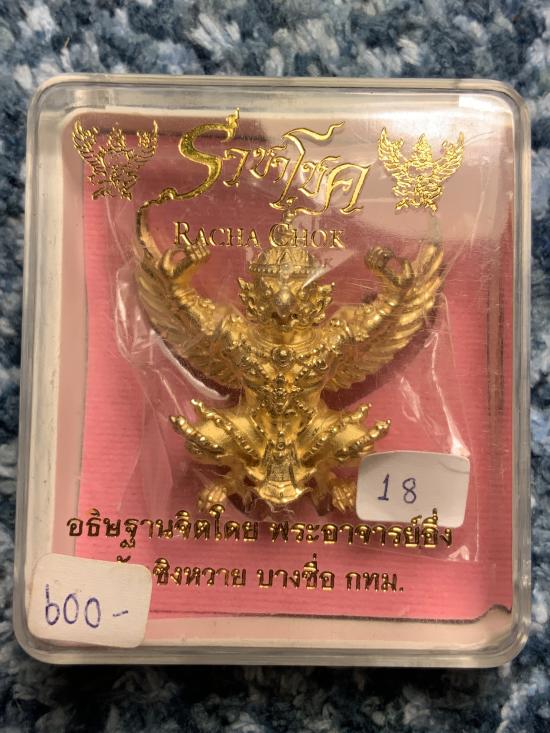 ราชาโชค
RACHA CHOK
18
อธิษฐานจิตโดย พระอาจารย์อึ่ง
ซิงหวาย บางซื่อ กทม.
600-